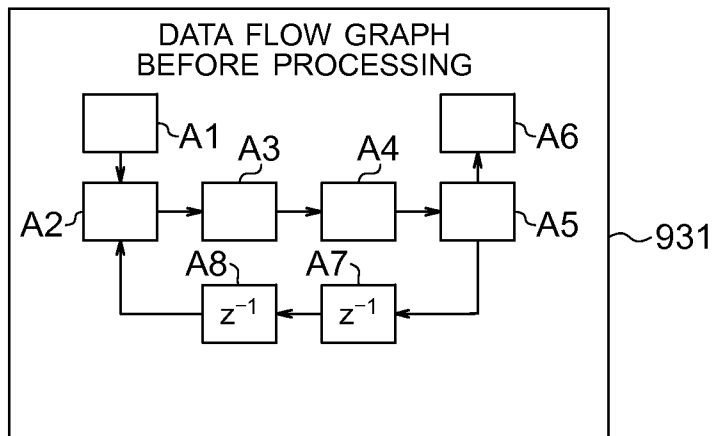 DATA FLOW GRAPH
BEFORE PROCESSING
A1
A6
A3
A4
A2
A5
931
A8
A7
z⁻¹
z⁻¹